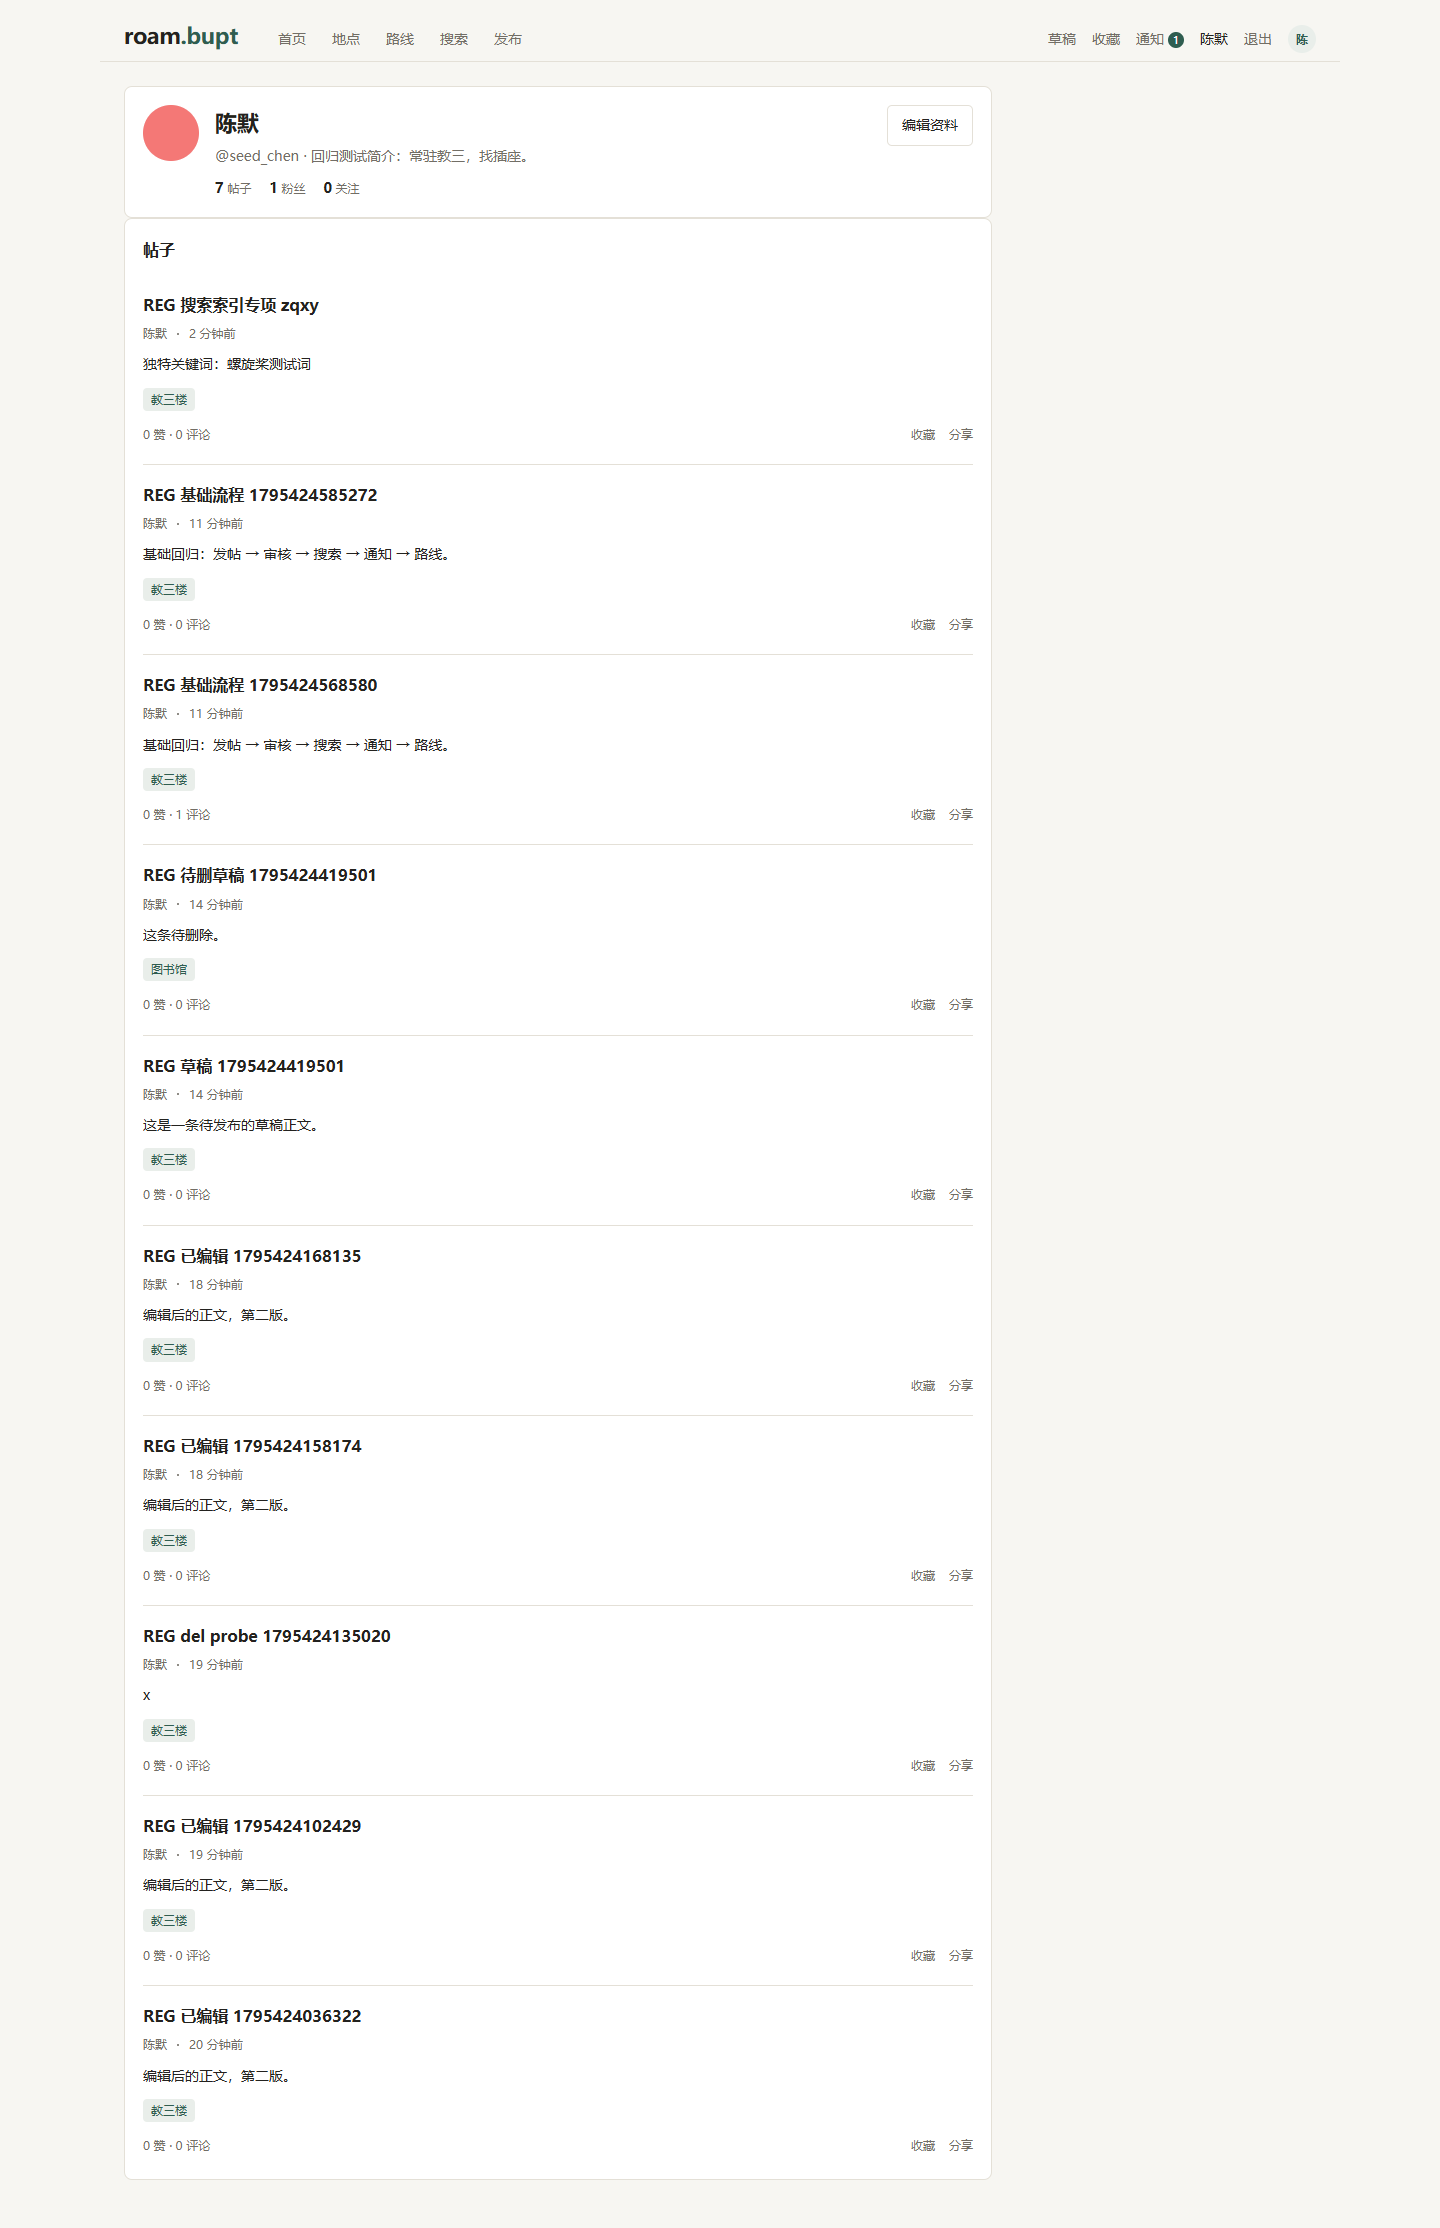 roam.bupt 首页 地点 路线 搜索 发布 草稿 收藏 通知 1 陈默 退出 陈
陈默
编辑资料
@seed_chen · 回归测试简介：常驻教三，找插座。
7 帖子 1 粉丝 0 关注
帖子
REG 搜索索引专项 zqxy
陈默 · 2 分钟前
独特关键词：螺旋桨测试词
教三楼
0 赞 · 0 评论 收藏 分享
REG 基础流程 1795424585272
陈默 · 11 分钟前
基础回归：发帖 → 审核 → 搜索 → 通知 → 路线。
教三楼
0 赞 · 0 评论 收藏 分享
REG 基础流程 1795424568580
陈默 · 11 分钟前
基础回归：发帖 → 审核 → 搜索 → 通知 → 路线。
教三楼
0 赞 · 1 评论 收藏 分享
REG 待删草稿 1795424419501
陈默 · 14 分钟前
这条待删除。
图书馆
0 赞 · 0 评论 收藏 分享
REG 草稿 1795424419501
陈默 · 14 分钟前
这是一条待发布的草稿正文。
教三楼
0 赞 · 0 评论 收藏 分享
REG 已编辑 1795424168135
陈默 · 18 分钟前
编辑后的正文，第二版。
教三楼
0 赞 · 0 评论 收藏 分享
REG 已编辑 1795424158174
陈默 · 18 分钟前
编辑后的正文，第二版。
教三楼
0 赞 · 0 评论 收藏 分享
REG del probe 1795424135020
陈默 · 19 分钟前
x
教三楼
0 赞 · 0 评论 收藏 分享
REG 已编辑 1795424102429
陈默 · 19 分钟前
编辑后的正文，第二版。
教三楼
0 赞 · 0 评论 收藏 分享
REG 已编辑 1795424036322
陈默 · 20 分钟前
编辑后的正文，第二版。
教三楼
0 赞 · 0 评论 收藏 分享